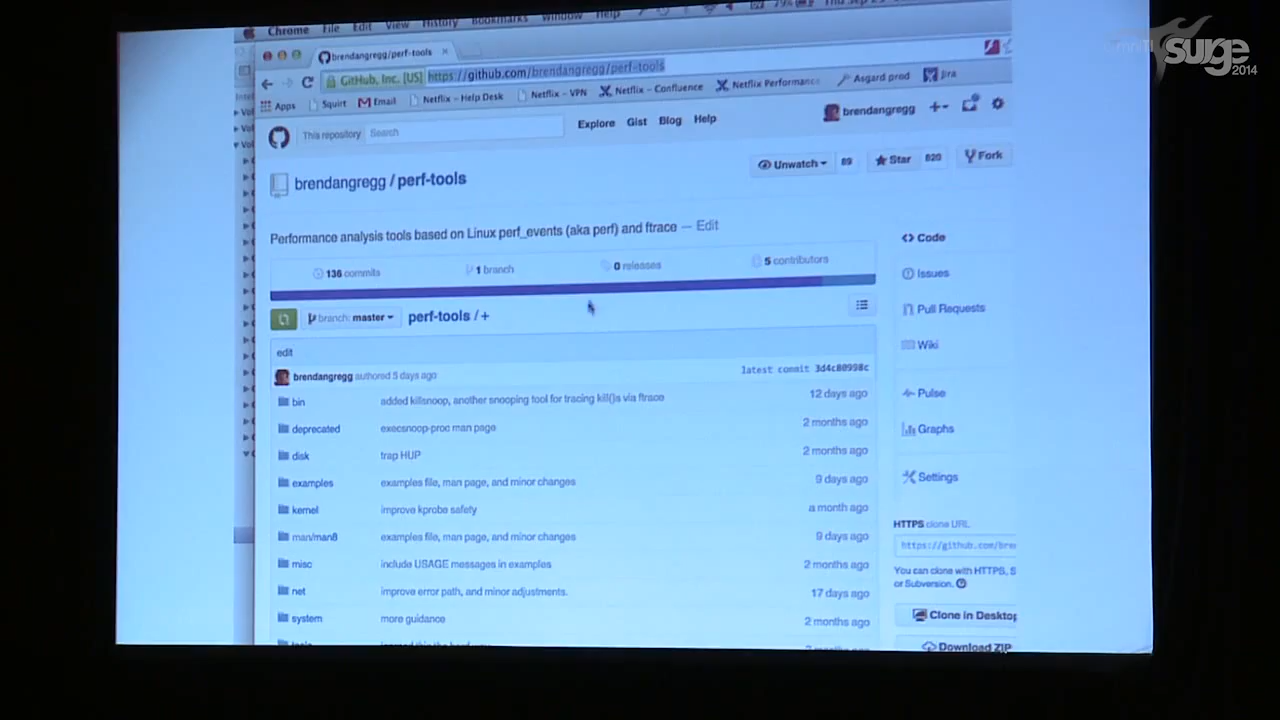 Chrome File Edit View History Bookmarks Window Help
OmniTI surge 2014
brendangregg/perf-tools
GitHub, Inc. [US] https://github.com/brendangregg/perf-tools
Apps Squirt Email Netflix – Help Desk Netflix – VPN Netflix – Confluence Netflix Performance Asgard prod Jira
This repository Search Explore Gist Blog Help brendangregg
brendangregg / perf-tools
Unwatch 89 Star 820 Fork
Performance analysis tools based on Linux perf_events (aka perf) and ftrace — Edit
136 commits 1 branch 0 releases 5 contributors
branch: master perf-tools / +
edit
brendangregg authored 5 days ago latest commit 3d4c80998c
bin added killsnoop, another snooping tool for tracing kill()s via ftrace 12 days ago
deprecated execsnoop-proc man page 2 months ago
disk trap HUP 2 months ago
examples examples file, man page, and minor changes 9 days ago
kernel improve kprobe safety a month ago
man/man8 examples file, man page, and minor changes 9 days ago
misc include USAGE messages in examples 2 months ago
net improve error path, and minor adjustments. 17 days ago
system more guidance 2 months ago
tools
Code
Issues
Pull Requests
Wiki
Pulse
Graphs
Settings
HTTPS clone URL
https://github.com/bre
You can clone with HTTPS, S
or Subversion.
Clone in Desktop
Download ZIP